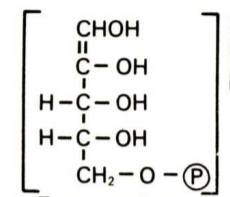 CHOH
C – OH
H – C – OH
H – C – OH
CH₂ – O – P